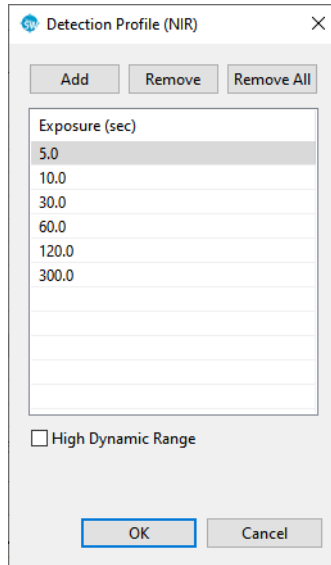 SW Detection Profile (NIR)
Add Remove Remove All
Exposure (sec)
5.0
10.0
30.0
60.0
120.0
300.0
High Dynamic Range
OK Cancel